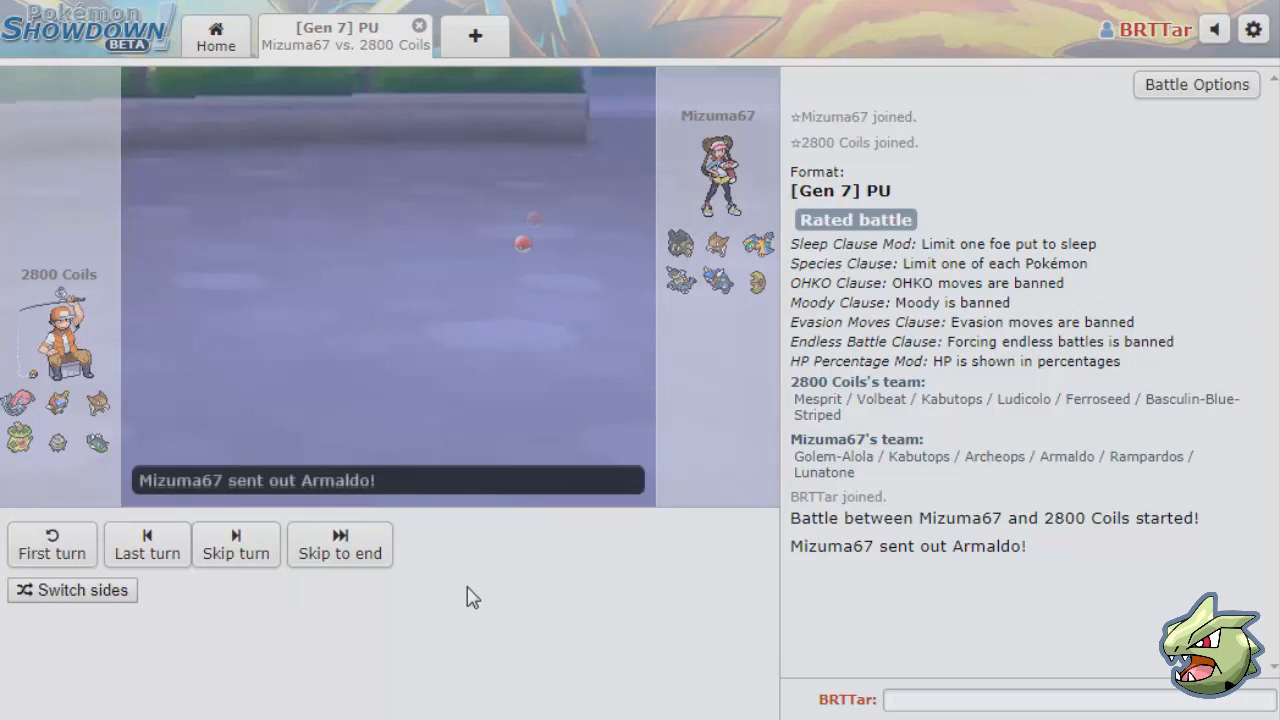 Pokémon
SHOWDOWN!
BETA
Home
[Gen 7] PU
Mizuma67 vs. 2800 Coils
+
BRTTar
Battle Options
2800 Coils
Mizuma67
Mizuma67 sent out Armaldo!
First turn
Last turn
Skip turn
Skip to end
Switch sides
☆Mizuma67 joined.
☆2800 Coils joined.
Format:
[Gen 7] PU
Rated battle
Sleep Clause Mod: Limit one foe put to sleep
Species Clause: Limit one of each Pokémon
OHKO Clause: OHKO moves are banned
Moody Clause: Moody is banned
Evasion Moves Clause: Evasion moves are banned
Endless Battle Clause: Forcing endless battles is banned
HP Percentage Mod: HP is shown in percentages
2800 Coils's team:
Mesprit / Volbeat / Kabutops / Ludicolo / Ferroseed / Basculin-Blue-
Striped
Mizuma67's team:
Golem-Alola / Kabutops / Archeops / Armaldo / Rampardos /
Lunatone
BRTTar joined.
Battle between Mizuma67 and 2800 Coils started!
Mizuma67 sent out Armaldo!
BRTTar: